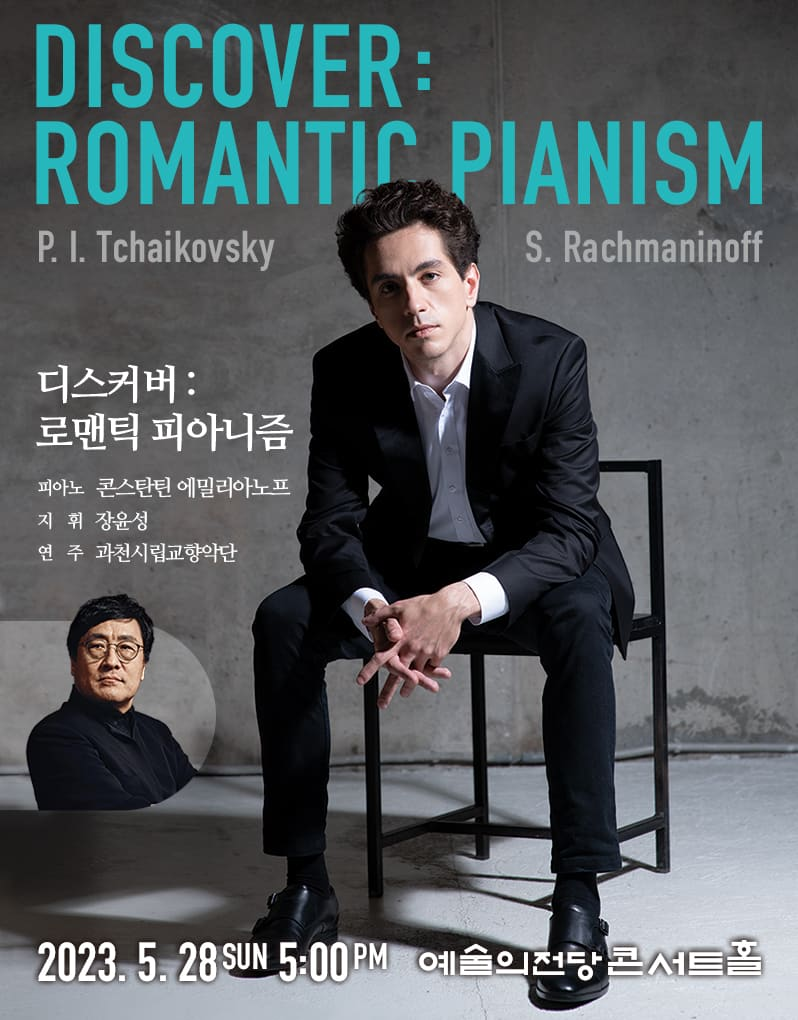 DISCOVER:
ROMANTIC PIANISM
P. I. Tchaikovsky
S. Rachmaninoff
디스커버 :
로맨틱 피아니즘
피아노 콘스탄틴 에밀리아노프
지 휘 장윤성
연 주 과천시립교향악단
2023. 5. 28 SUN 5:00 PM 예술의전당 콘서트홀